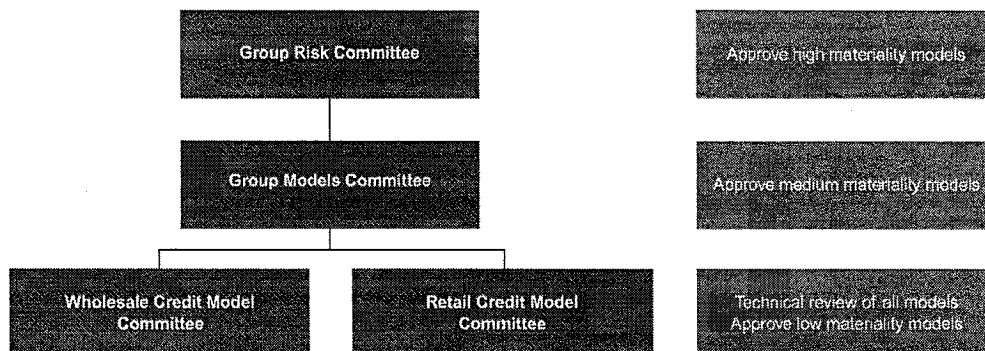 Group Risk Committee
Approve high materiality models
Group Models Committee
Approve medium materiality models
Wholesale Credit Model
Committee
Retail Credit Model
Committee
Technical review of all models
Approve low materiality models